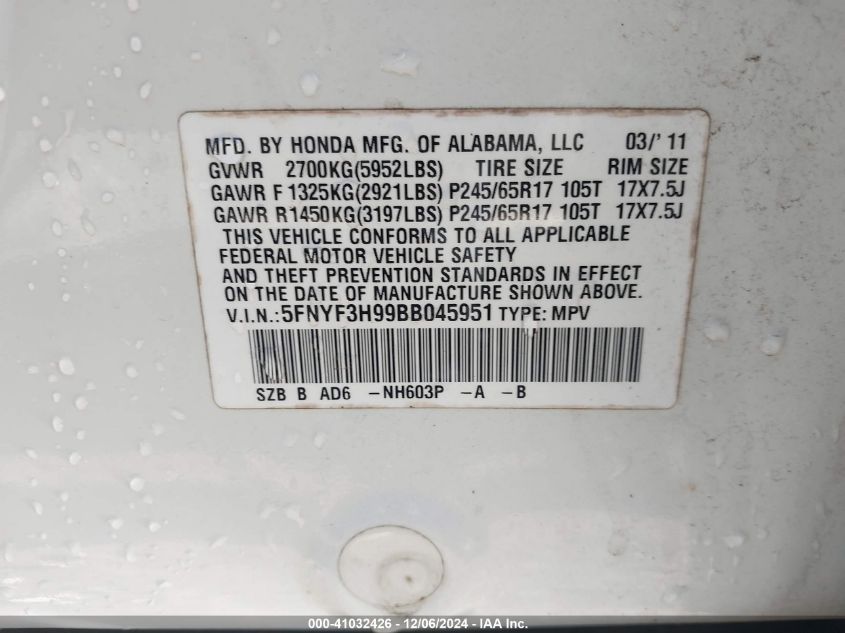 MFD. BY HONDA MFG. OF ALABAMA, LLC 03/'11
GVWR 2700KG(5952LBS) TIRE SIZE RIM SIZE
GAWR F 1325KG(2921LBS) P245/65R17 105T 17X7.5J
GAWR R1450KG(3197LBS) P245/65R17 105T 17X7.5J
THIS VEHICLE CONFORMS TO ALL APPLICABLE
FEDERAL MOTOR VEHICLE SAFETY
AND THEFT PREVENTION STANDARDS IN EFFECT
ON THE DATE OF MANUFACTURE SHOWN ABOVE.
V.I.N.:5FNYF3H99BB045951 TYPE: MPV
SZB B AD6 -NH603P -A -B
000-41032426 - 12/06/2024 - IAA Inc.